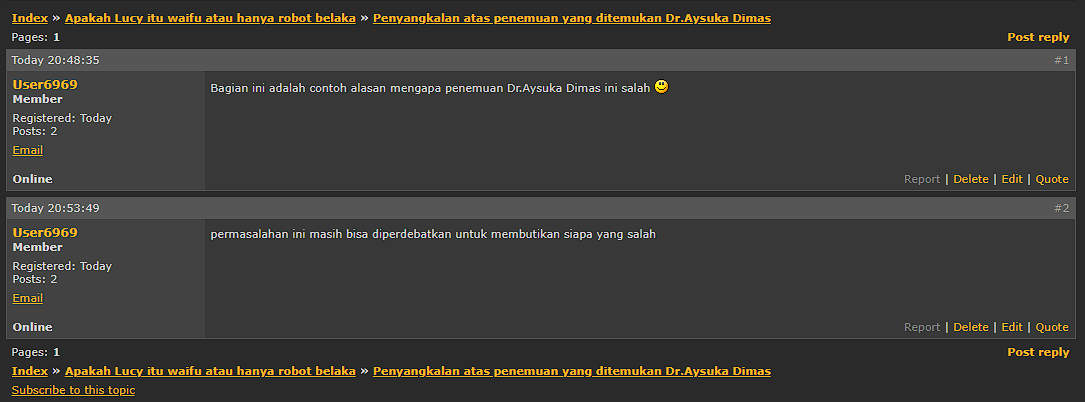 Index » Apakah Lucy itu waifu atau hanya robot belaka » Penyangkalan atas penemuan yang ditemukan Dr.Aysuka Dimas
Pages: 1 Post reply
Today 20:48:35 #1
User6969
Member
Registered: Today
Posts: 2
Email
Online
Bagian ini adalah contoh alasan mengapa penemuan Dr.Aysuka Dimas ini salah
Report | Delete | Edit | Quote
Today 20:53:49 #2
User6969
Member
Registered: Today
Posts: 2
Email
Online
permasalahan ini masih bisa diperdebatkan untuk membutikan siapa yang salah
Report | Delete | Edit | Quote
Pages: 1 Post reply
Index » Apakah Lucy itu waifu atau hanya robot belaka » Penyangkalan atas penemuan yang ditemukan Dr.Aysuka Dimas
Subscribe to this topic